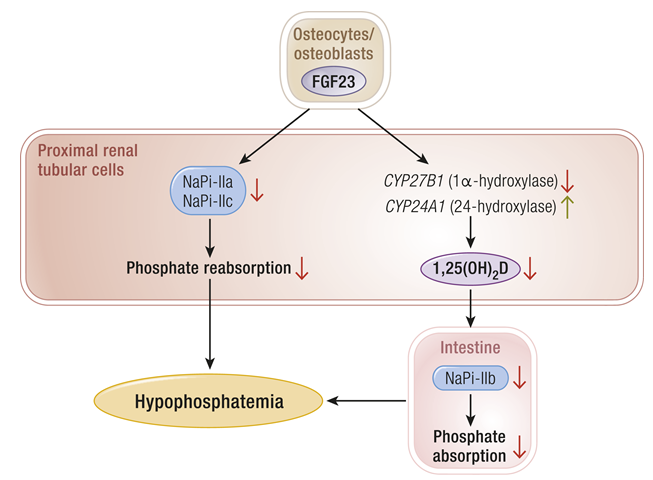 Osteocytes/
osteoblasts
FGF23
Proximal renal
tubular cells
NaPi-IIa
NaPi-IIc
CYP27B1 (1α-hydroxylase)
CYP24A1 (24-hydroxylase)
Phosphate reabsorption
1,25(OH)₂D
Intestine
NaPi-IIb
Hypophosphatemia
Phosphate
absorption